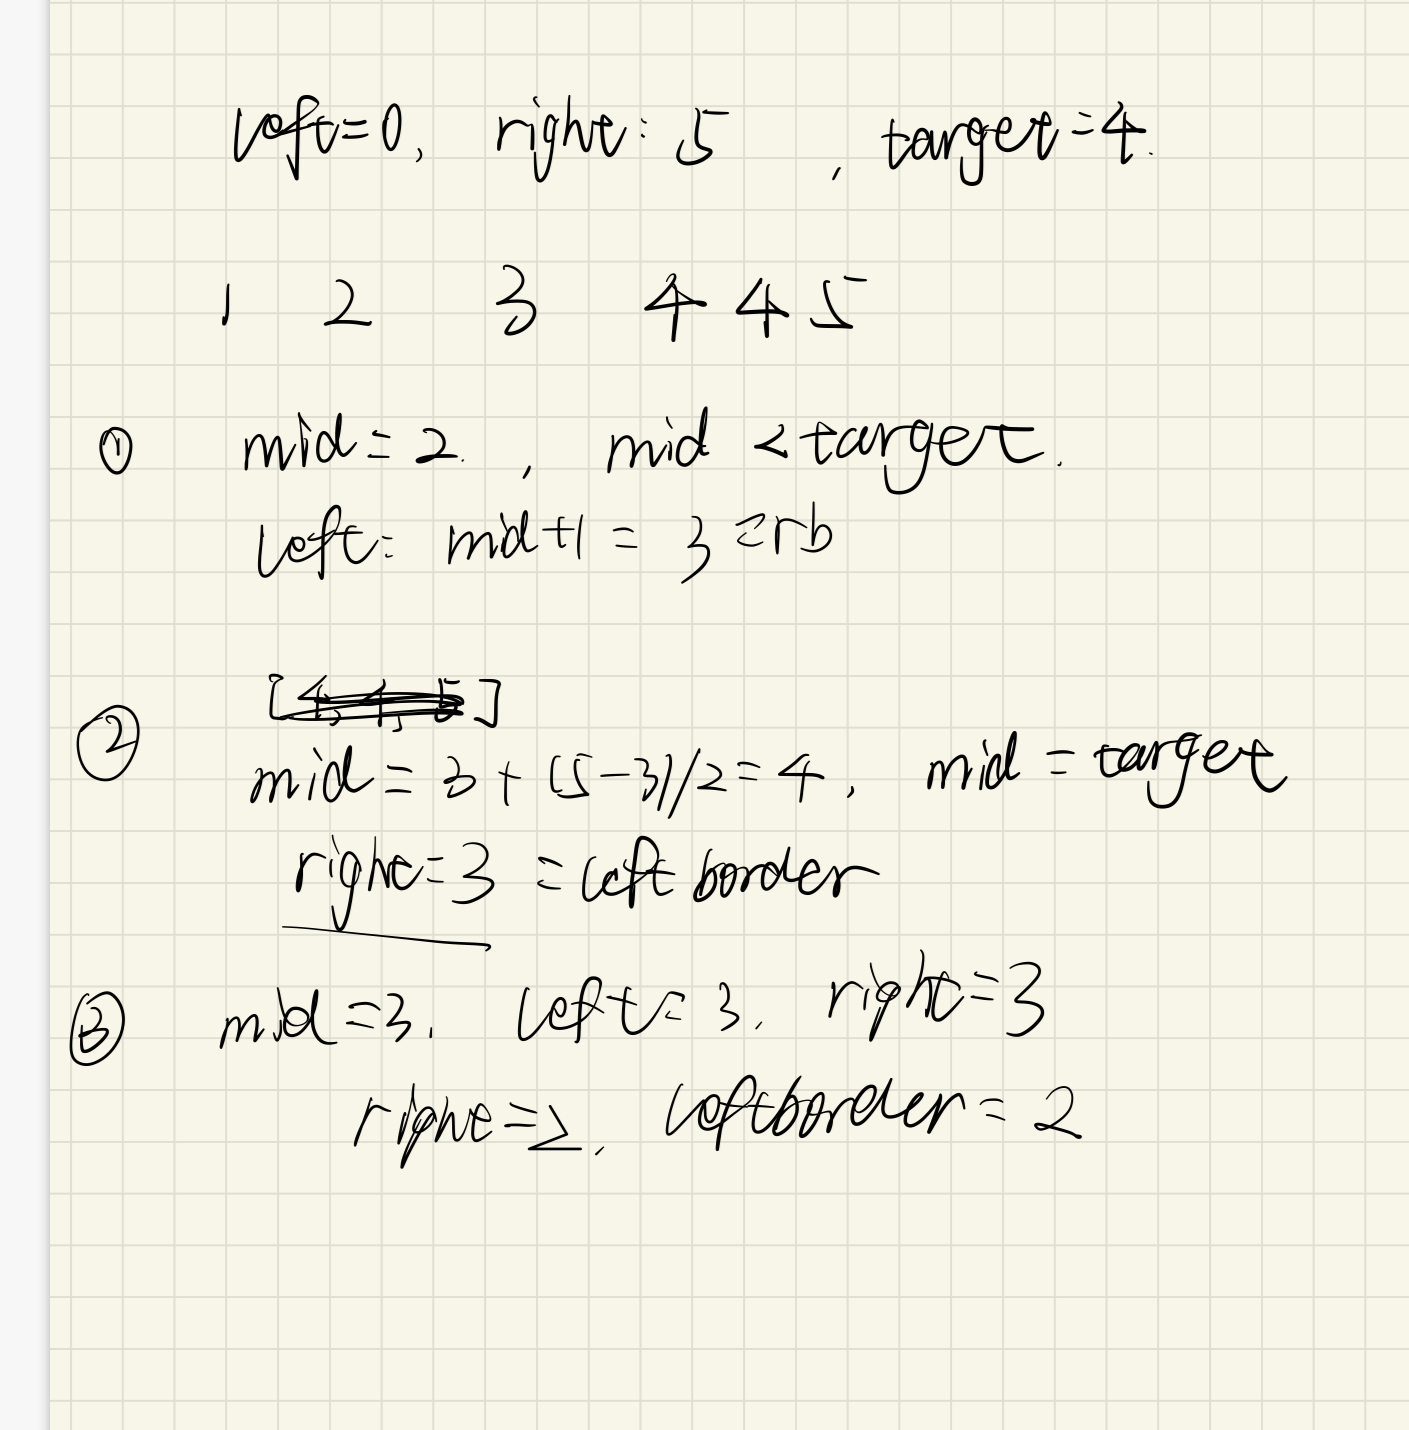 left=0, right=5, target=4.
1 2 3 4 4 5
① mid=2, mid<target.
left= mid+1=3=rb
② [4, 4, 5]
mid=3+(5-3)/2=4, mid=target
right=3=left border
③ mid=3. left=3. right=3
right=2. leftborder=2